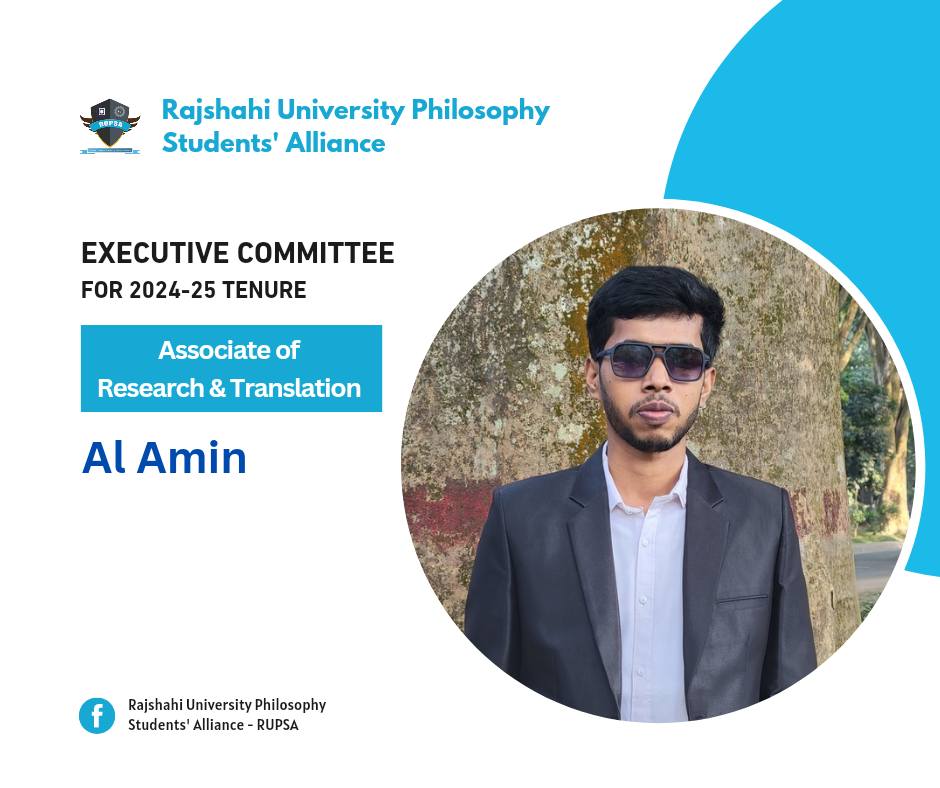 RUPSA
Rajshahi University Philosophy
Students' Alliance
EXECUTIVE COMMITTEE
FOR 2024-25 TENURE
Associate of
Research & Translation
Al Amin
Rajshahi University Philosophy
Students' Alliance - RUPSA